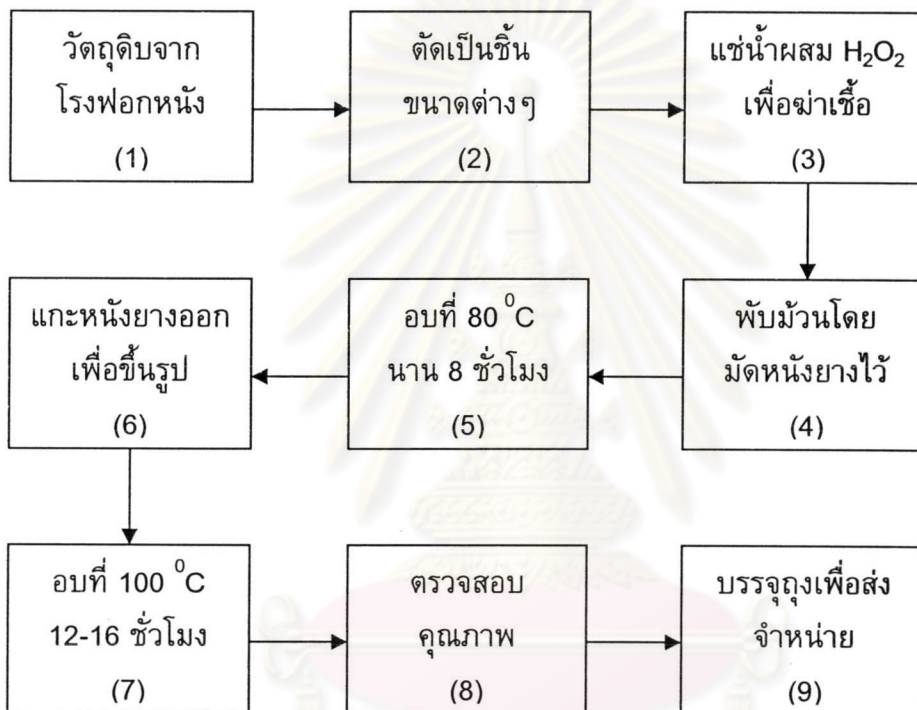 วัตถุดิบจาก
โรงฟอกหนัง
(1)
ตัดเป็นชิ้น
ขนาดต่างๆ
(2)
แช่น้ำผสม H₂O₂
เพื่อฆ่าเชื้อ
(3)
พับม้วนโดย
มัดหนังยางไว้
(4)
อบที่ 80 ⁰C
นาน 8 ชั่วโมง
(5)
แกะหนังยางออก
เพื่อขึ้นรูป
(6)
อบที่ 100 ⁰C
12-16 ชั่วโมง
(7)
ตรวจสอบ
คุณภาพ
(8)
บรรจุถุงเพื่อส่ง
จำหน่าย
(9)